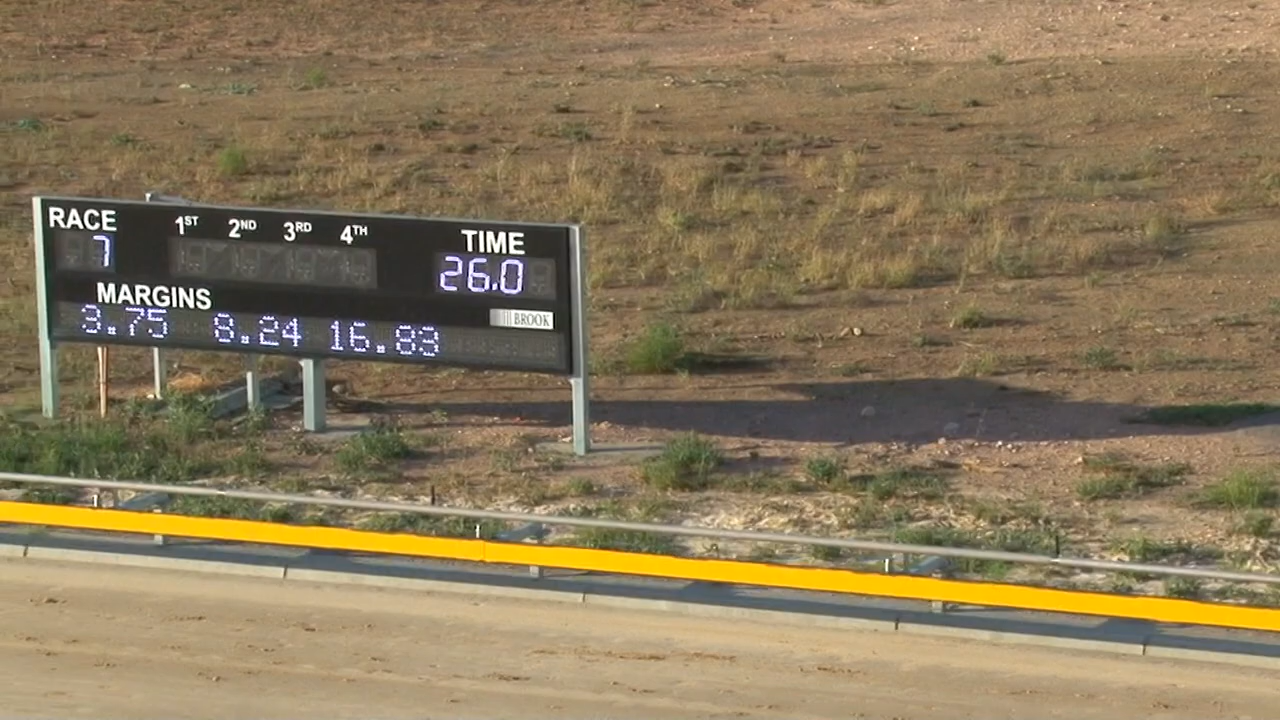 RACE 1ST 2ND 3RD 4TH TIME
7 26.0
MARGINS
BROOK
3.75 8.24 16.83